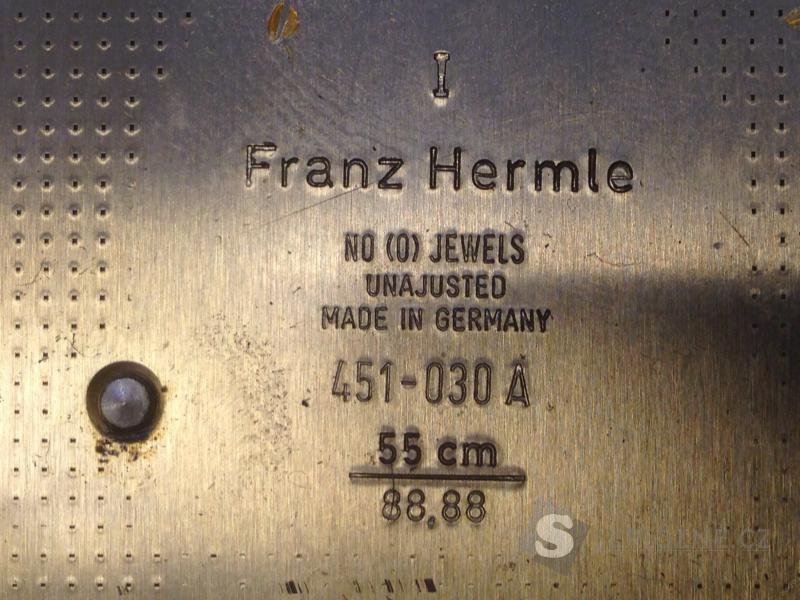 I
Franz Hermle
NO (0) JEWELS
UNAJUSTED
MADE IN GERMANY
451-030 A
55 cm
88,88
S